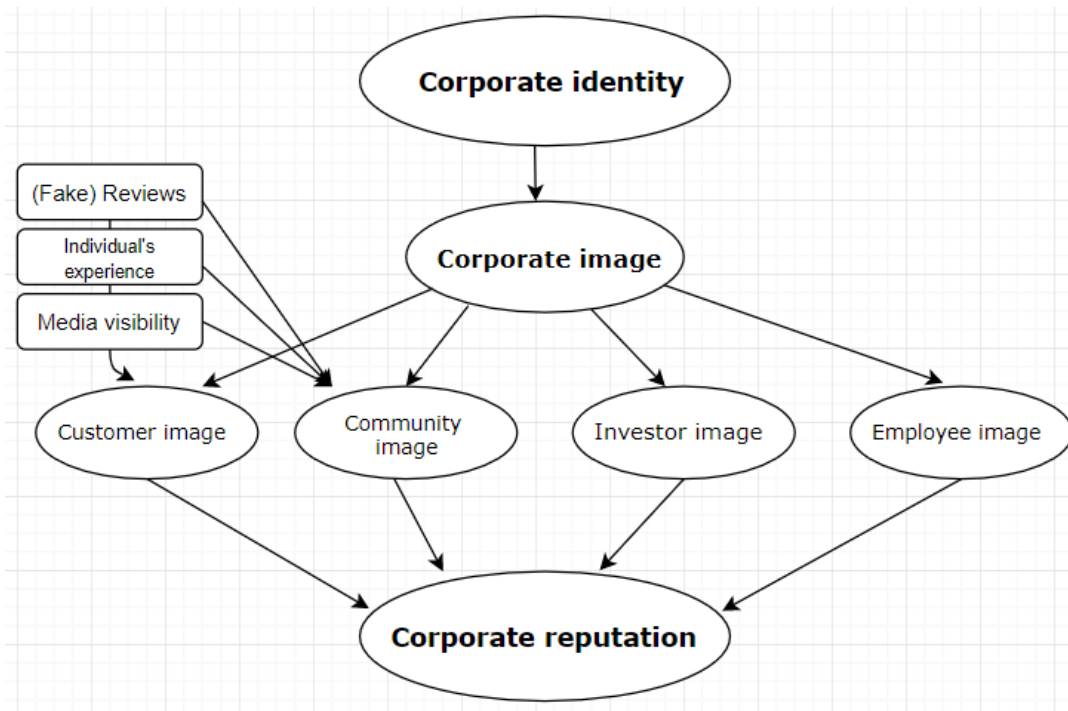 Corporate identity
(Fake) Reviews
Individual's
experience
Media visibility
Corporate image
Customer image
Community
image
Investor image
Employee image
Corporate reputation